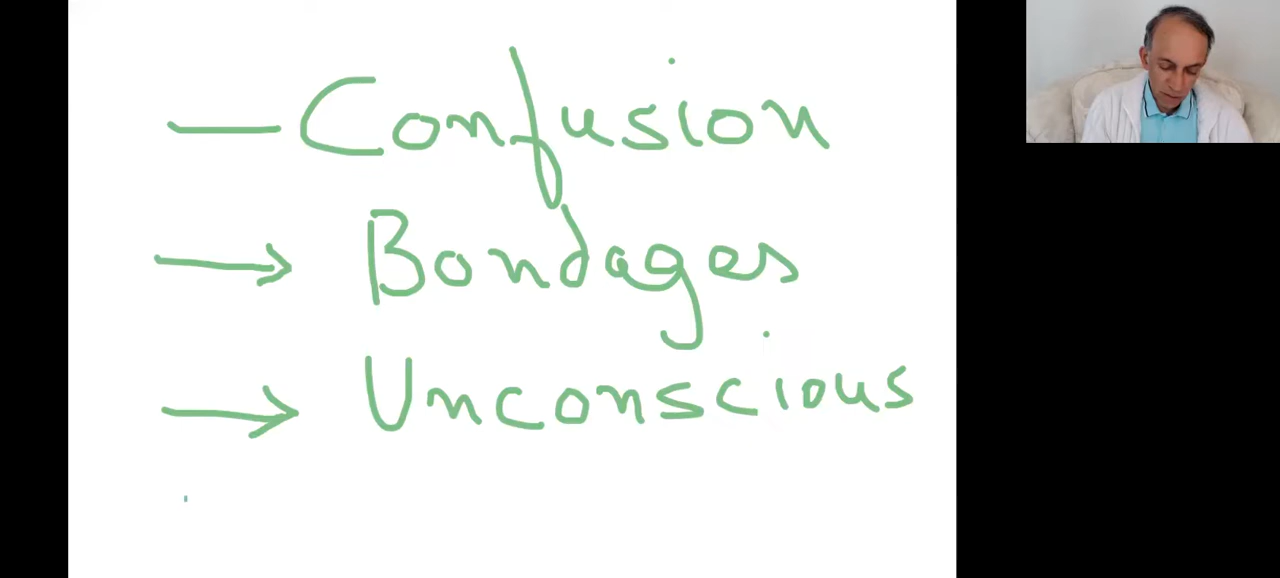 — Confusion
→ Bondages
→ Unconscious